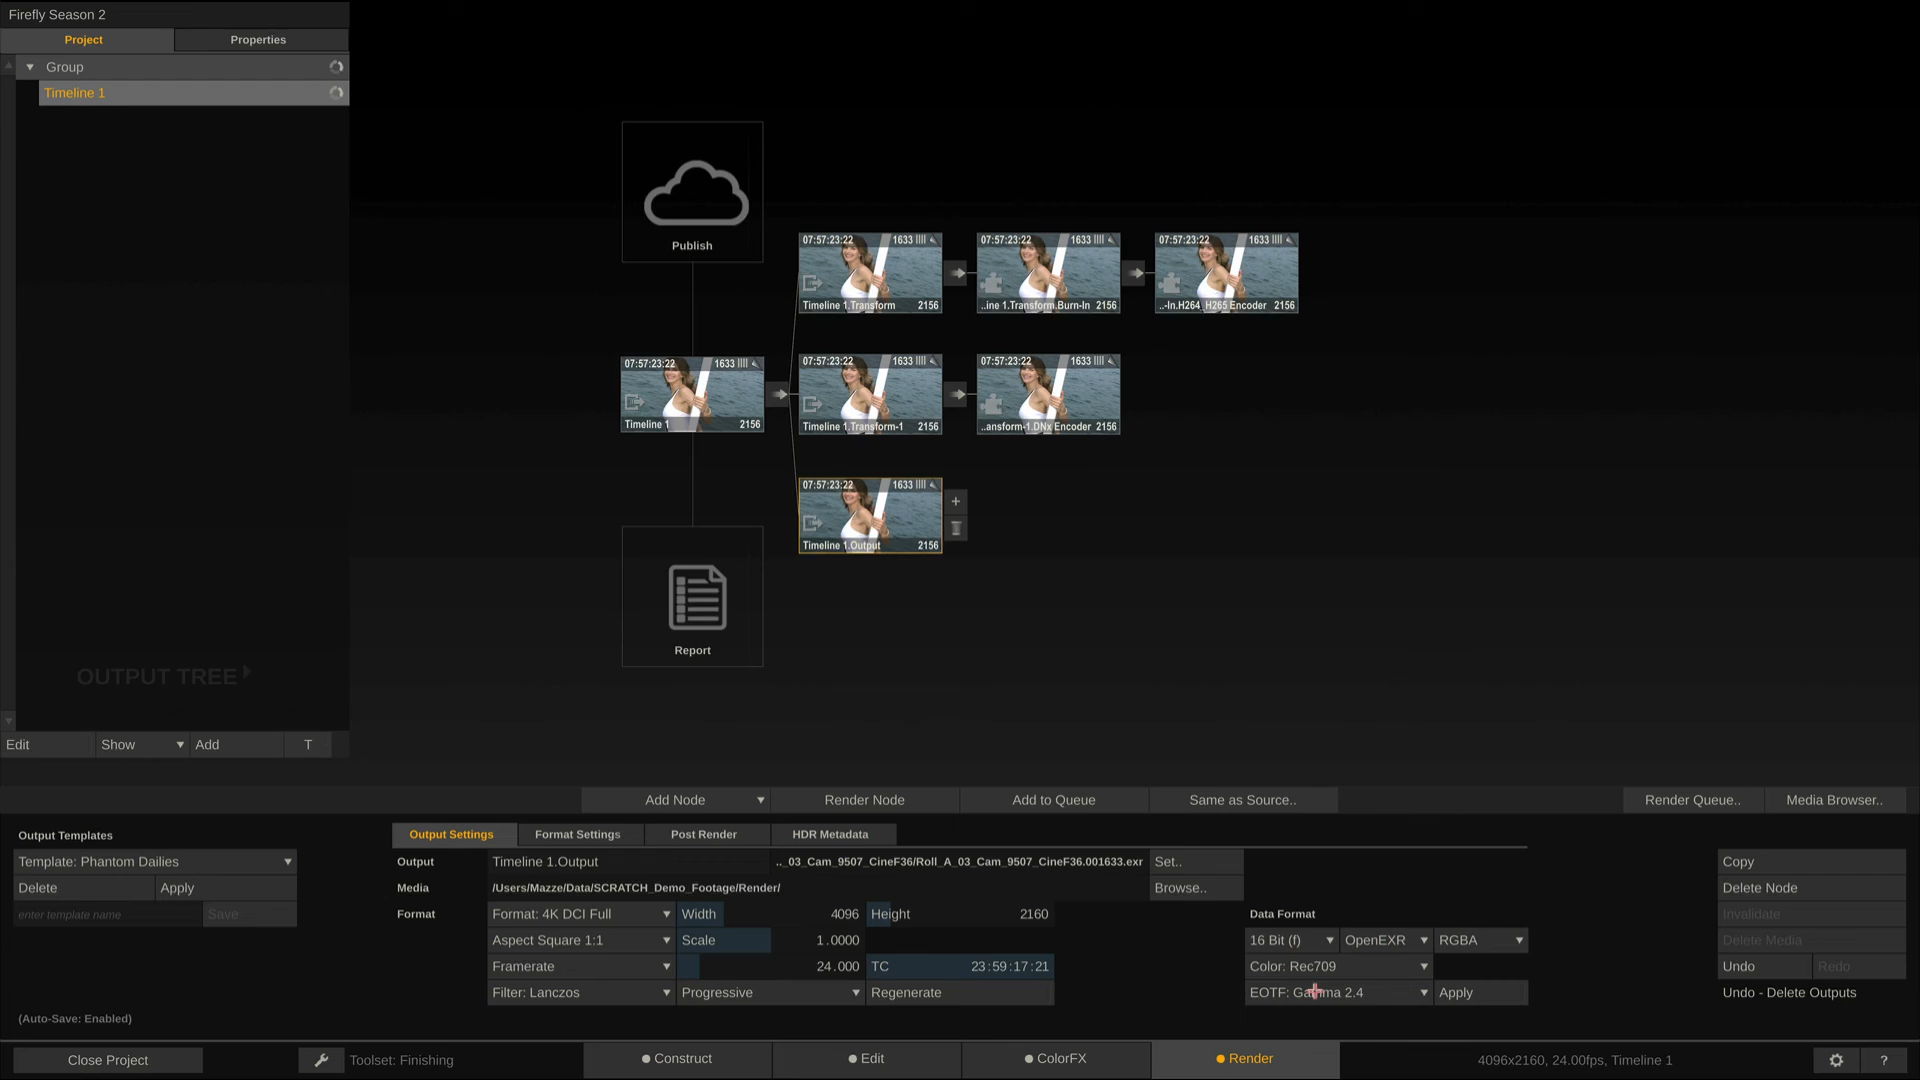 Firefly Season 2
Project
Properties
Group
Timeline 1
Publish
07:57:23:22 1633
Timeline 1.Transform 2156
07:57:23:22 1633
..ine 1.Transform.Burn-In 2156
07:57:23:22 1633
..-In.H264_H265 Encoder 2156
07:57:23:22 1633
Timeline 1 2156
07:57:23:22 1633
Timeline 1.Transform-1 2156
07:57:23:22 1633
..ansform-1.DNx Encoder 2156
07:57:23:22 1633
Timeline 1.Output 2156
Report
OUTPUT TREE
Edit
Show
Add
T
Add Node
Render Node
Add to Queue
Same as Source..
Render Queue..
Media Browser..
Output Templates
Template: Phantom Dailies
Delete
Apply
enter template name
Save
(Auto-Save: Enabled)
Output Settings
Format Settings
Post Render
HDR Metadata
Output
Timeline 1.Output
.._03_Cam_9507_CineF36/Roll_A_03_Cam_9507_CineF36.001633.exr
Set..
Media
/Users/Mazze/Data/SCRATCH_Demo_Footage/Render/
Browse..
Format
Format: 4K DCI Full
Width 4096
Height 2160
Aspect Square 1:1
Scale 1.0000
Framerate
24.000
TC 23:59:17:21
Filter: Lanczos
Progressive
Regenerate
Data Format
16 Bit (f)
OpenEXR
RGBA
Color: Rec709
EOTF: Gamma 2.4
Apply
Copy
Delete Node
Invalidate
Delete Media
Undo
Redo
Undo - Delete Outputs
Close Project
Toolset: Finishing
Construct
Edit
ColorFX
Render
4096x2160, 24.00fps, Timeline 1
?